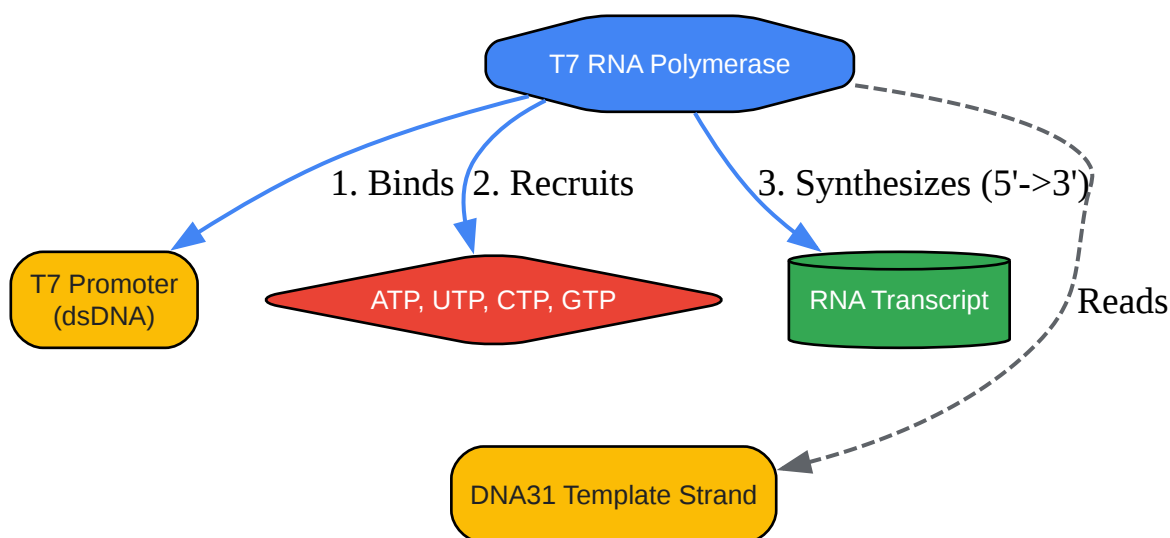 T7 RNA Polymerase
1. Binds
2. Recruits
3. Synthesizes (5'->3')
T7 Promoter
(dsDNA)
ATP, UTP, CTP, GTP
RNA Transcript
Reads
DNA31 Template Strand